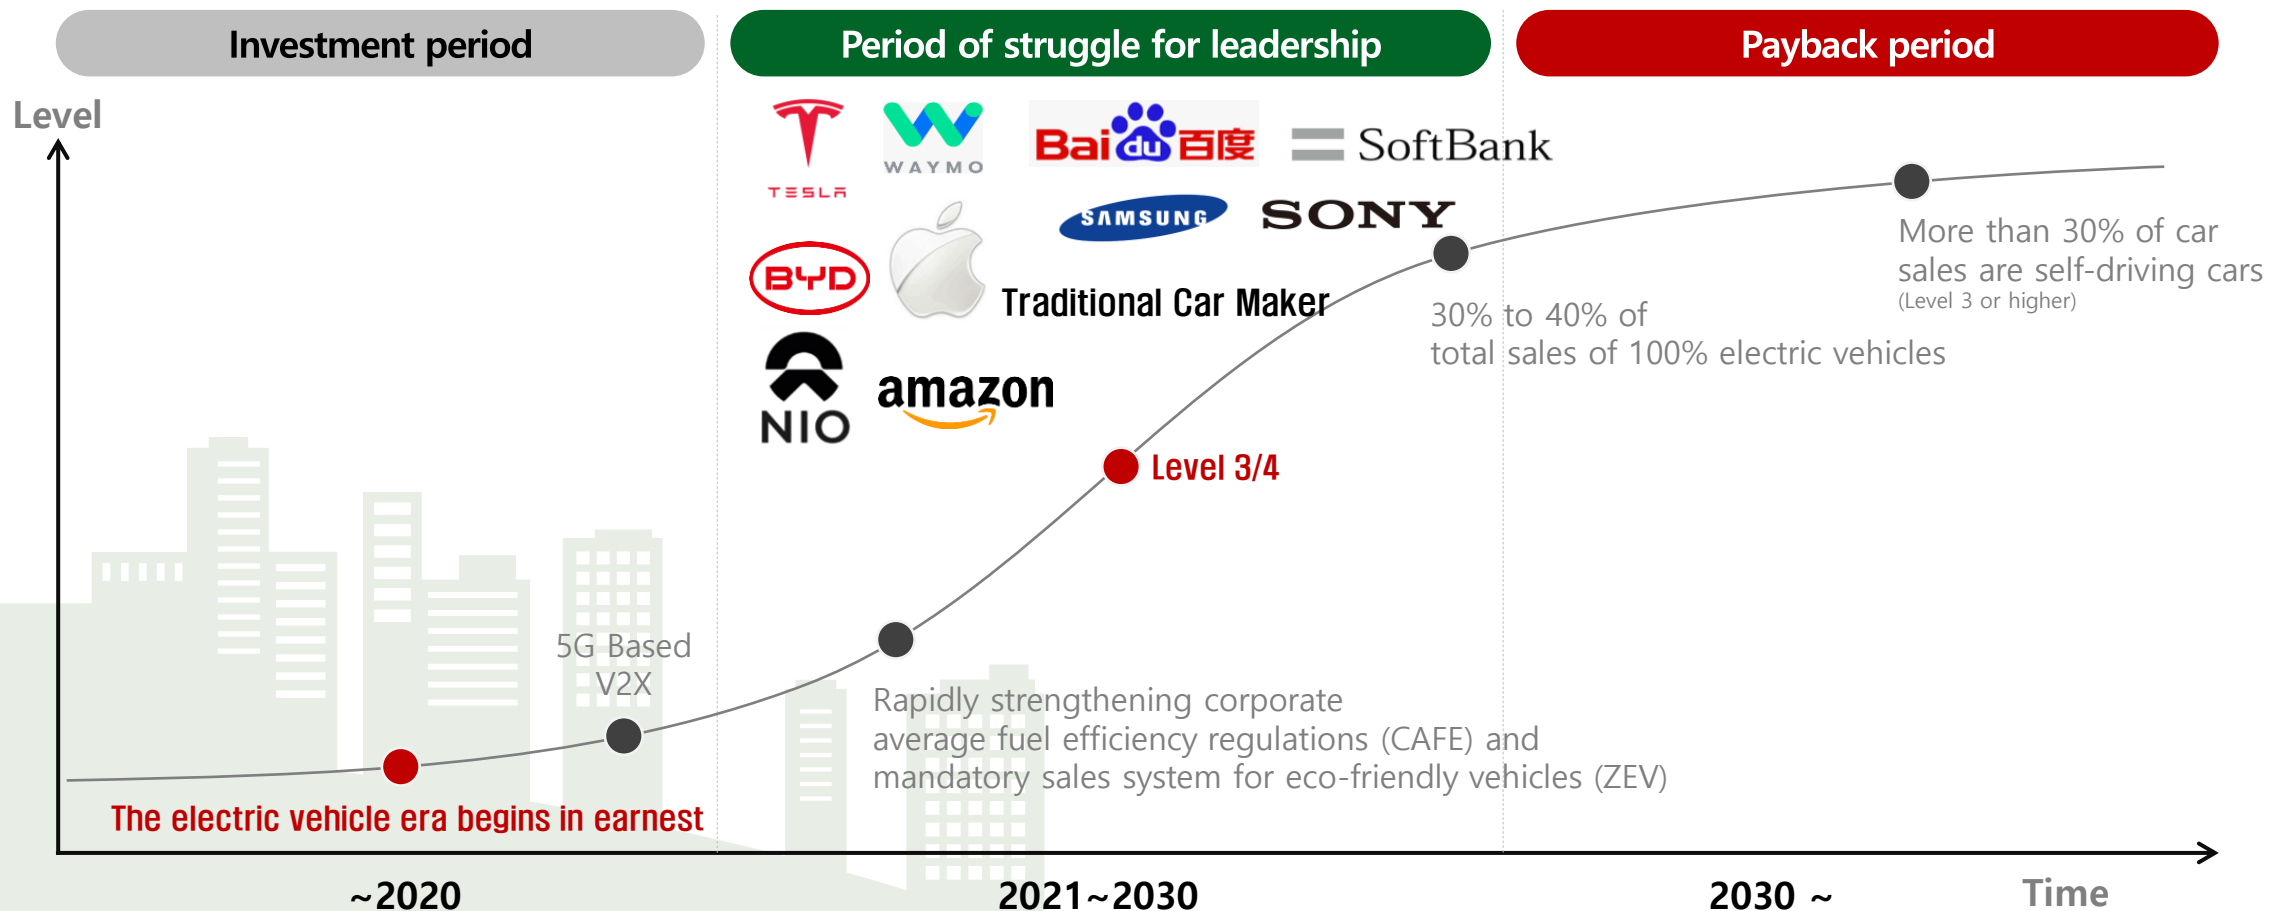 Investment period
Period of struggle for leadership
Payback period
Level
TESLA
WAYMO
Bai du 百度
SoftBank
SAMSUNG
SONY
BYD
Traditional Car Maker
NIO
amazon
More than 30% of car
sales are self-driving cars
(Level 3 or higher)
30% to 40% of
total sales of 100% electric vehicles
Level 3/4
5G Based
V2X
Rapidly strengthening corporate
average fuel efficiency regulations (CAFE) and
mandatory sales system for eco-friendly vehicles (ZEV)
The electric vehicle era begins in earnest
~2020
2021~2030
2030 ~
Time